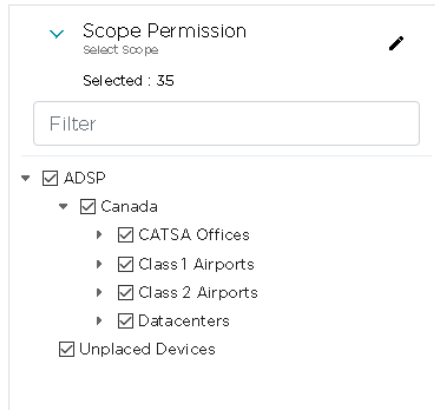 Scope Permission
Select Scope
Selected : 35
Filter
ADSP
Canada
CATSA Offices
Class 1 Airports
Class 2 Airports
Datacenters
Unplaced Devices